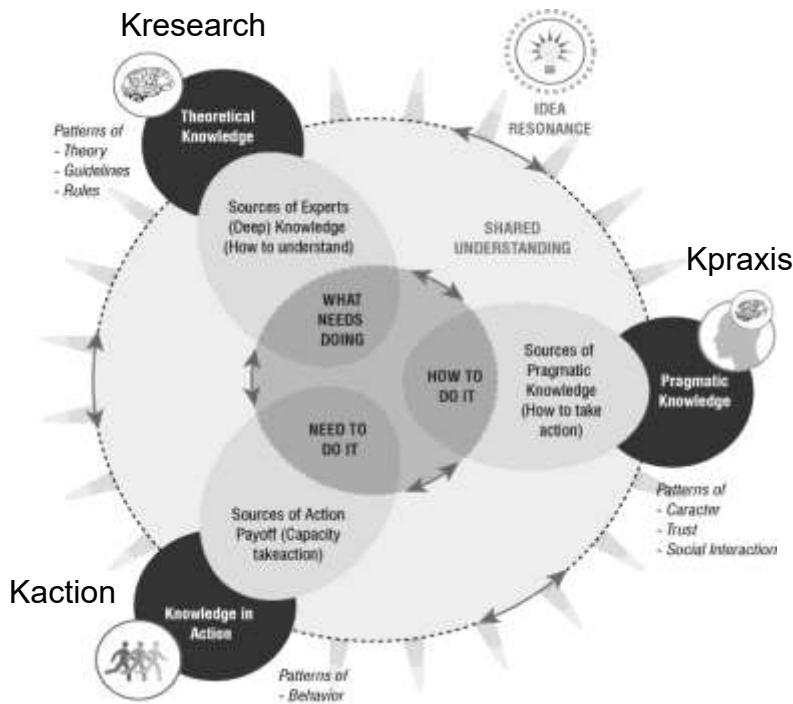 Kresearch
Theoretical
Knowledge
Patterns of
- Theory
- Guidelines
- Rules
IDEA
RESONANCE
Sources of Experts
(Deep) Knowledge
(How to understand)
SHARED
UNDERSTANDING
Kpraxis
WHAT
NEEDS
DOING
HOW TO
DO IT
Sources of
Pragmatic
Knowledge
(How to take
action)
Pragmatic
Knowledge
NEED TO
DO IT
Patterns of
- Caracter
- Trust
- Social Interaction
Sources of Action
Payoff (Capacity
takeaction)
Kaction
Knowledge in
Action
Patterns of
- Behavior